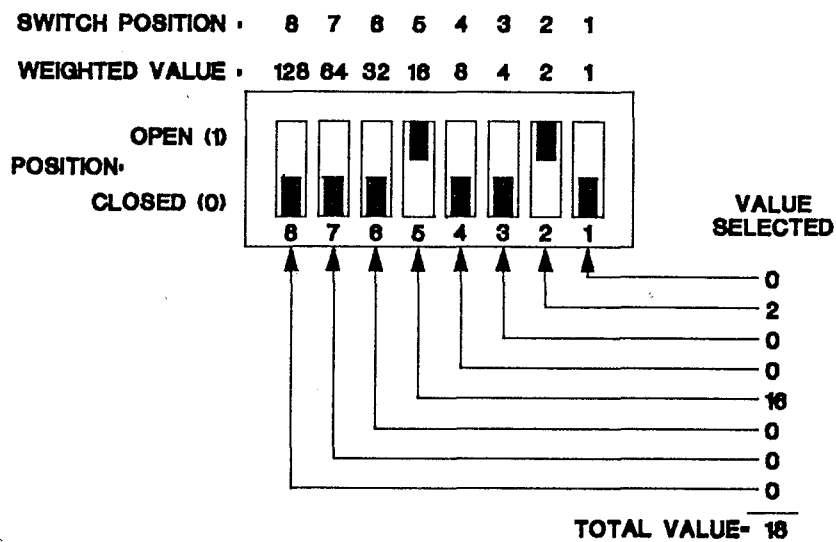 SWITCH POSITION : 8 7 6 5 4 3 2 1
WEIGHTED VALUE : 128 64 32 16 8 4 2 1
OPEN (1)
POSITION:
CLOSED (0)
8 7 6 5 4 3 2 1
VALUE
SELECTED
0
2
0
0
16
0
0
0
TOTAL VALUE= 18